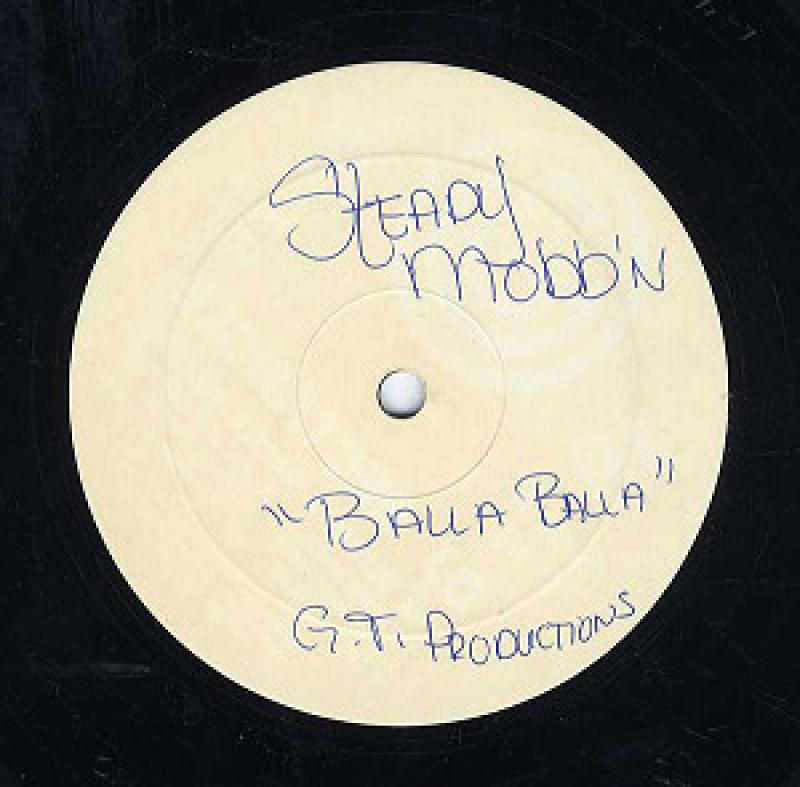 Steady
Mobb'n
"Balla Balla"
G.T. Productions